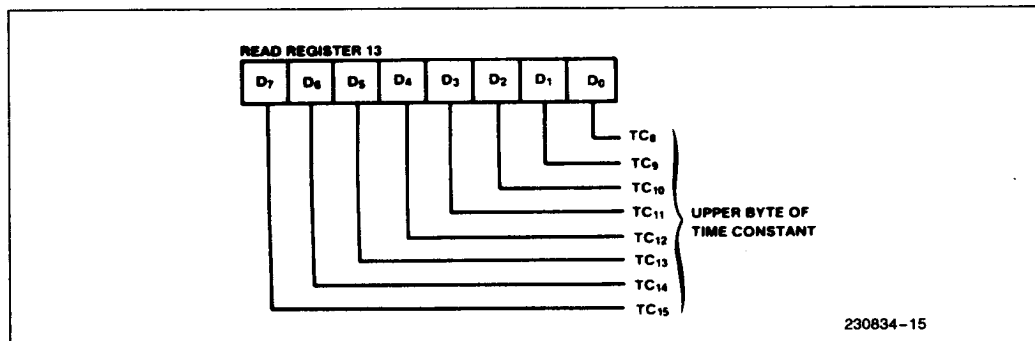 READ REGISTER 13
D₇ D₆ D₅ D₄ D₃ D₂ D₁ D₀
TC₈
TC₉
TC₁₀
TC₁₁
TC₁₂
TC₁₃
TC₁₄
TC₁₅
UPPER BYTE OF
TIME CONSTANT
230834-15